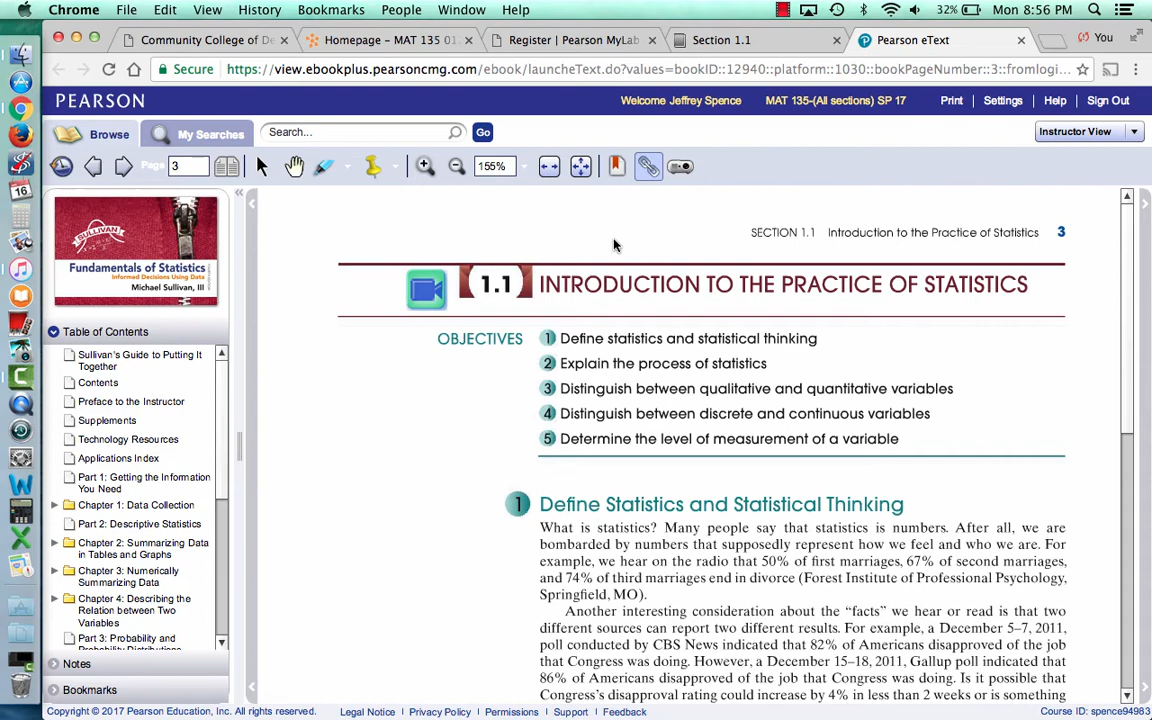 Chrome File Edit View History Bookmarks People Window Help 32% Mon 8:56 PM
Community College of De × Homepage - MAT 135 01 × Register | Pearson MyLab × Section 1.1 × Pearson eText × You
Secure https://view.ebookplus.pearsoncmg.com/ebook/launcheText.do?values=bookID::12940::platform::1030::bookPageNumber::3::fromlogi...
PEARSON Welcome Jeffrey Spence MAT 135-(All sections) SP 17 Print Settings Help Sign Out
Browse My Searches Search... Go Instructor View
Page 3 155%
SULLIVAN
Fundamentals of Statistics
Informed Decisions Using Data
Michael Sullivan, III
Table of Contents
Sullivan's Guide to Putting It
Together
Contents
Preface to the Instructor
Supplements
Technology Resources
Applications Index
Part 1: Getting the Information
You Need
Chapter 1: Data Collection
Part 2: Descriptive Statistics
Chapter 2: Summarizing Data
in Tables and Graphs
Chapter 3: Numerically
Summarizing Data
Chapter 4: Describing the
Relation between Two
Variables
Part 3: Probability and
Probability Distributions
Notes
Bookmarks
SECTION 1.1 Introduction to the Practice of Statistics 3
1.1 INTRODUCTION TO THE PRACTICE OF STATISTICS
OBJECTIVES 1 Define statistics and statistical thinking
2 Explain the process of statistics
3 Distinguish between qualitative and quantitative variables
4 Distinguish between discrete and continuous variables
5 Determine the level of measurement of a variable
1 Define Statistics and Statistical Thinking
What is statistics? Many people say that statistics is numbers. After all, we are
bombarded by numbers that supposedly represent how we feel and who we are. For
example, we hear on the radio that 50% of first marriages, 67% of second marriages,
and 74% of third marriages end in divorce (Forest Institute of Professional Psychology,
Springfield, MO).
Another interesting consideration about the “facts” we hear or read is that two
different sources can report two different results. For example, a December 5–7, 2011,
poll conducted by CBS News indicated that 82% of Americans disapproved of the job
that Congress was doing. However, a December 15–18, 2011, Gallup poll indicated that
86% of Americans disapproved of the job that Congress was doing. Is it possible that
Congress’s disapproval rating could increase by 4% in less than 2 weeks or is something
Copyright © 2017 Pearson Education, Inc. All rights reserved. Legal Notice | Privacy Policy | Permissions | Support | Feedback Course ID: spence94983